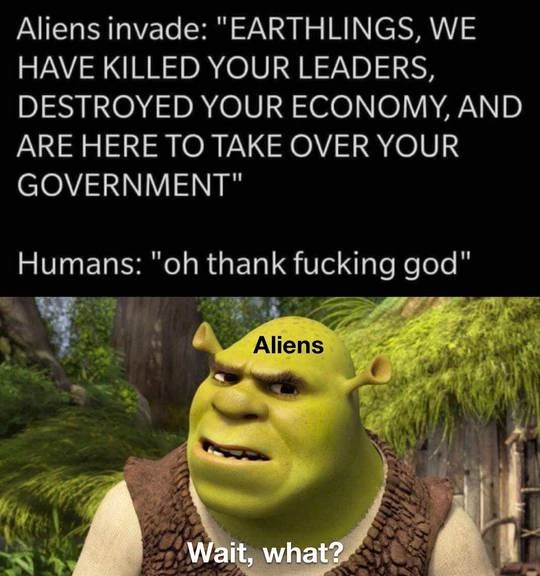 Aliens invade: "EARTHLINGS, WE
HAVE KILLED YOUR LEADERS,
DESTROYED YOUR ECONOMY, AND
ARE HERE TO TAKE OVER YOUR
GOVERNMENT"
Humans: "oh thank fucking god"
Aliens
Wait, what?